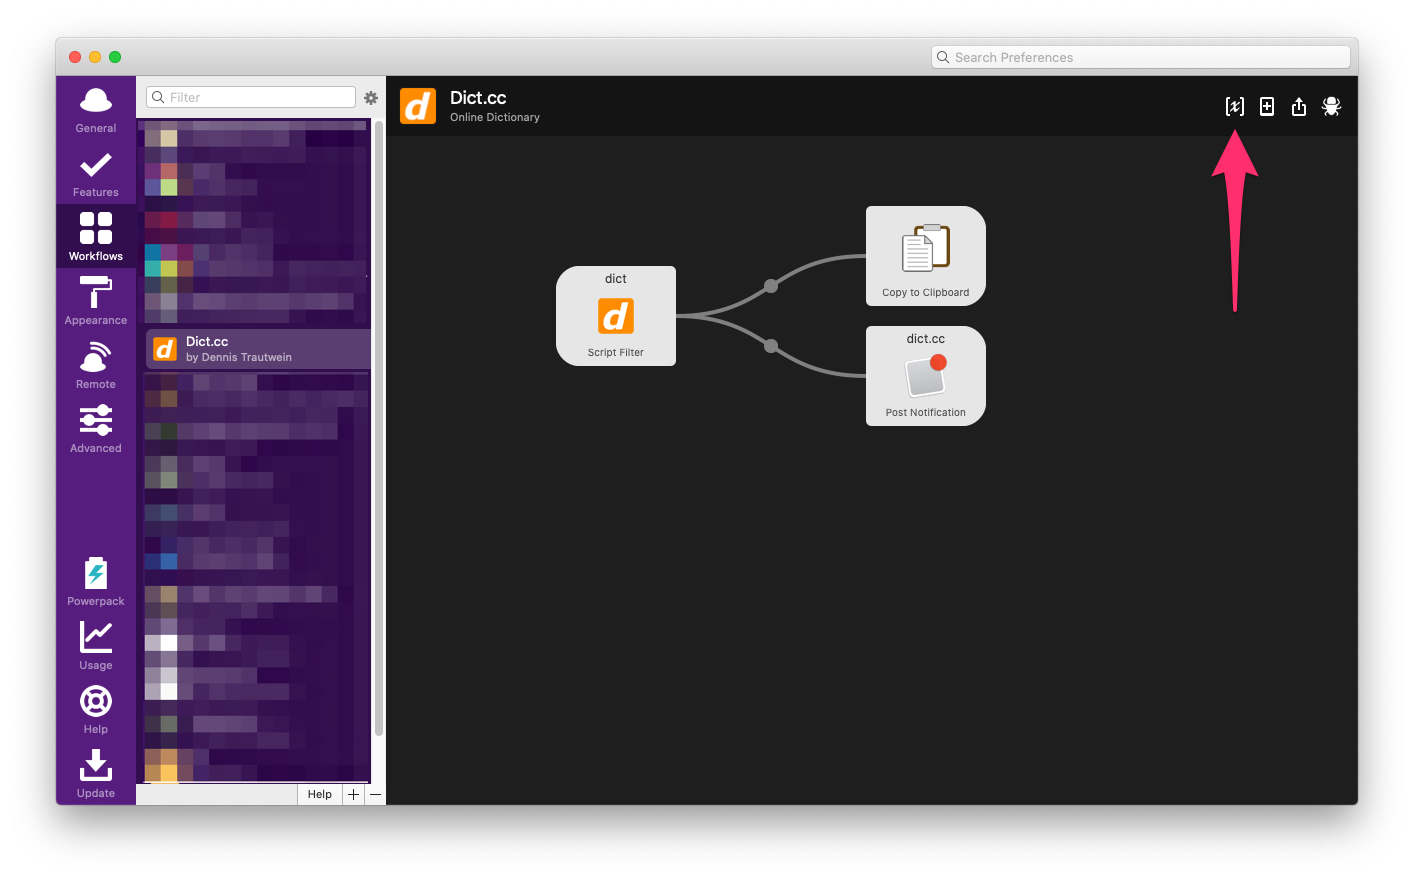 Search Preferences
General
Features
Workflows
Appearance
Remote
Advanced
Powerpack
Usage
Help
Update
Filter
Dict.cc
by Dennis Trautwein
Help
d
Dict.cc
Online Dictionary
dict
d
Script Filter
Copy to Clipboard
dict.cc
Post Notification